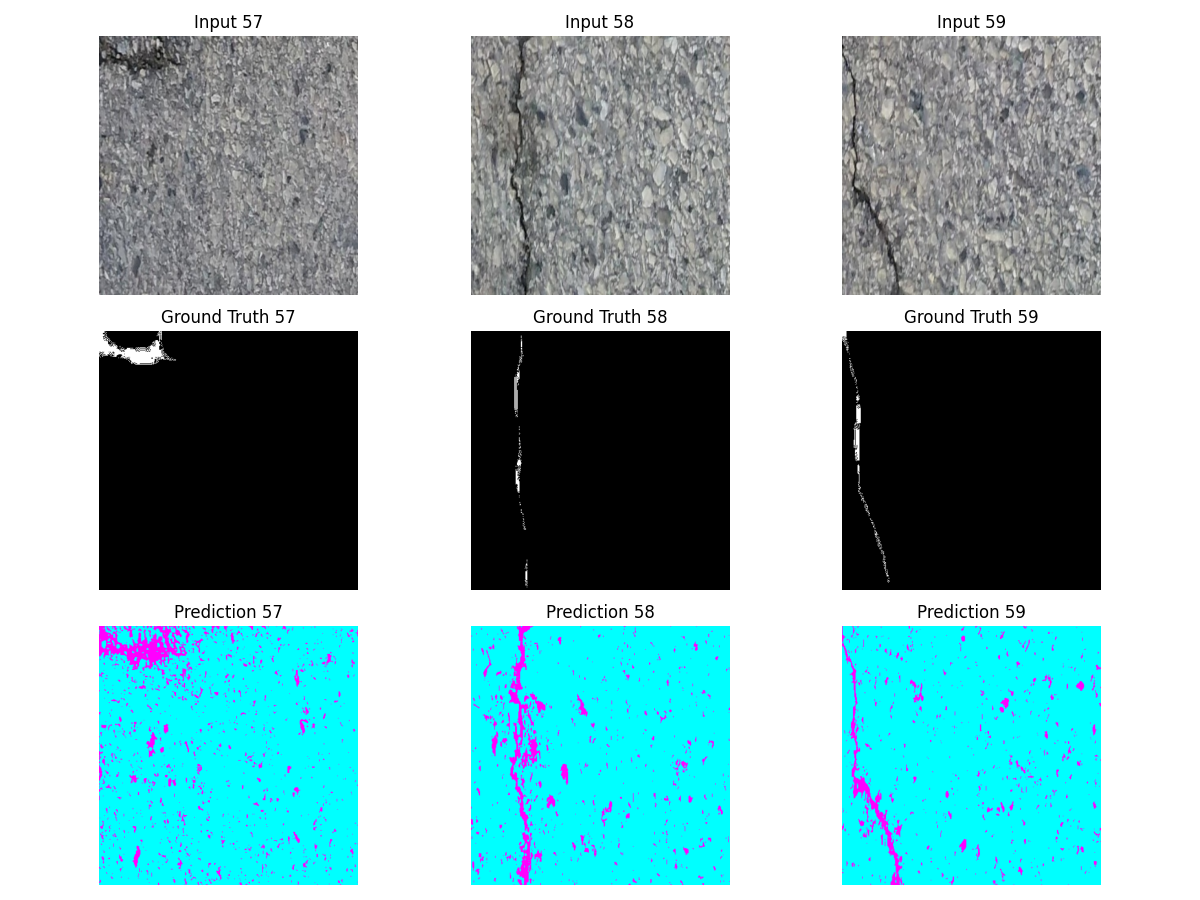 Input 57
Input 58
Input 59
Ground Truth 57
Ground Truth 58
Ground Truth 59
Prediction 57
Prediction 58
Prediction 59